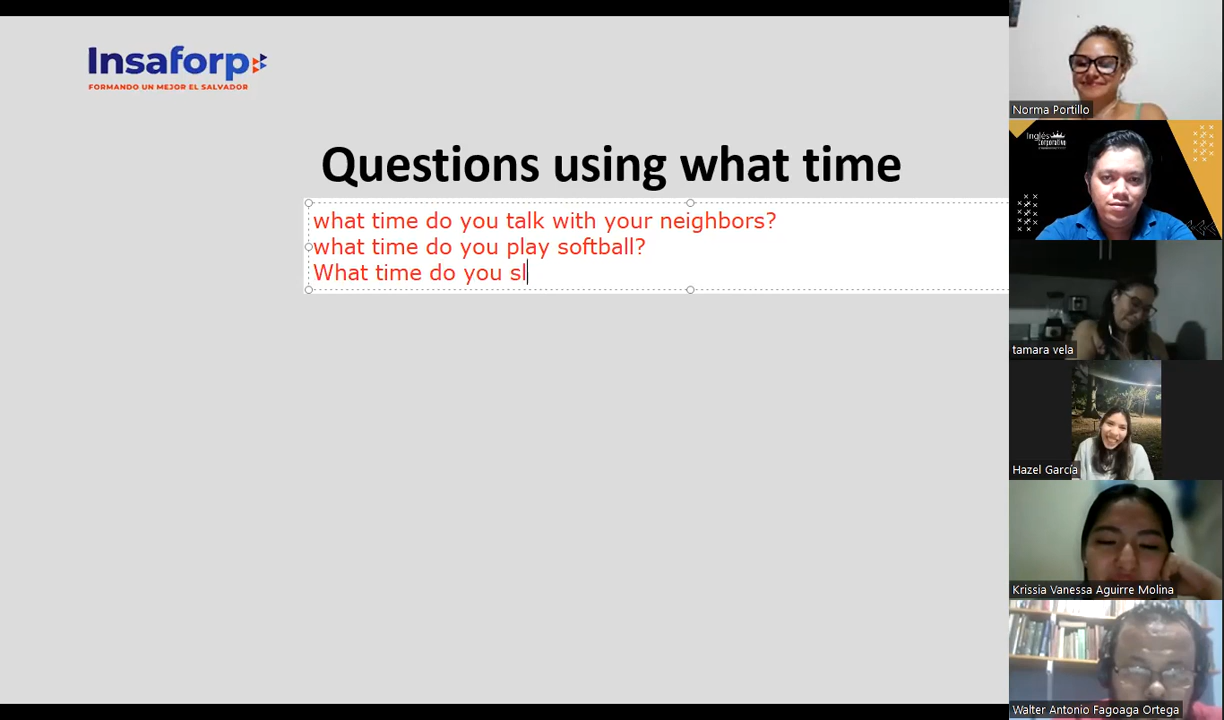 Insaforp
FORMANDO UN MEJOR EL SALVADOR
Questions using what time
what time do you talk with your neighbors?
what time do you play softball?
What time do you sl
Norma Portillo
Inglés
Corporativo
tamara vela
Hazel García
Krissia Vanessa Aguirre Molina
Walter Antonio Fagoaga Ortega